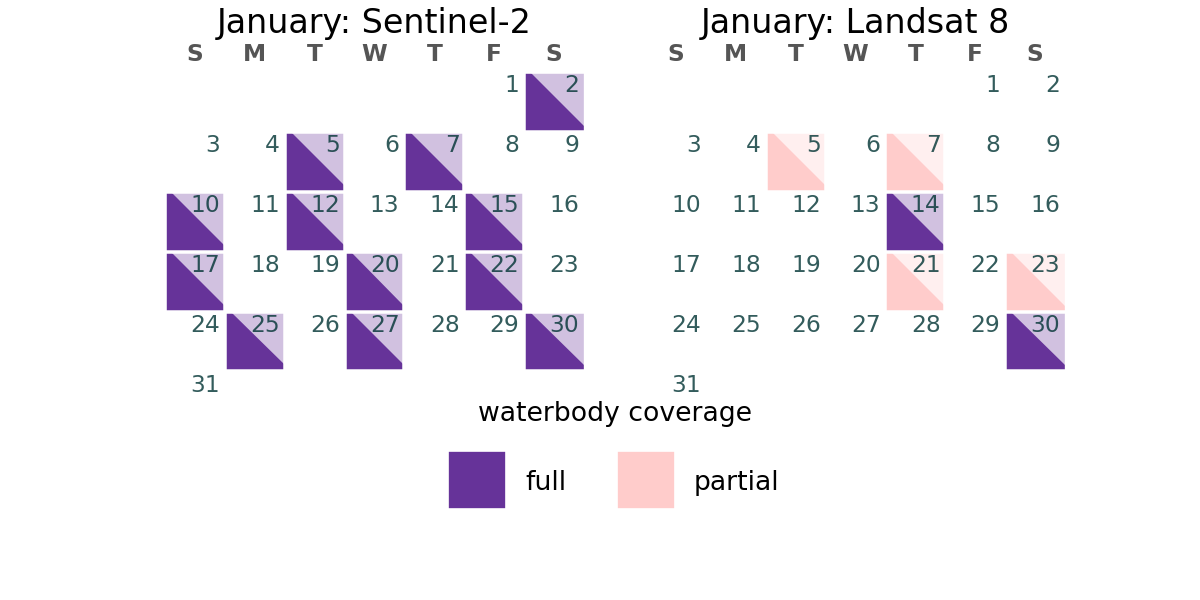 January: Sentinel-2
S M T W T F S
1 2
3 4 5 6 7 8 9
10 11 12 13 14 15 16
17 18 19 20 21 22 23
24 25 26 27 28 29 30
31
January: Landsat 8
S M T W T F S
1 2
3 4 5 6 7 8 9
10 11 12 13 14 15 16
17 18 19 20 21 22 23
24 25 26 27 28 29 30
31
waterbody coverage
full partial